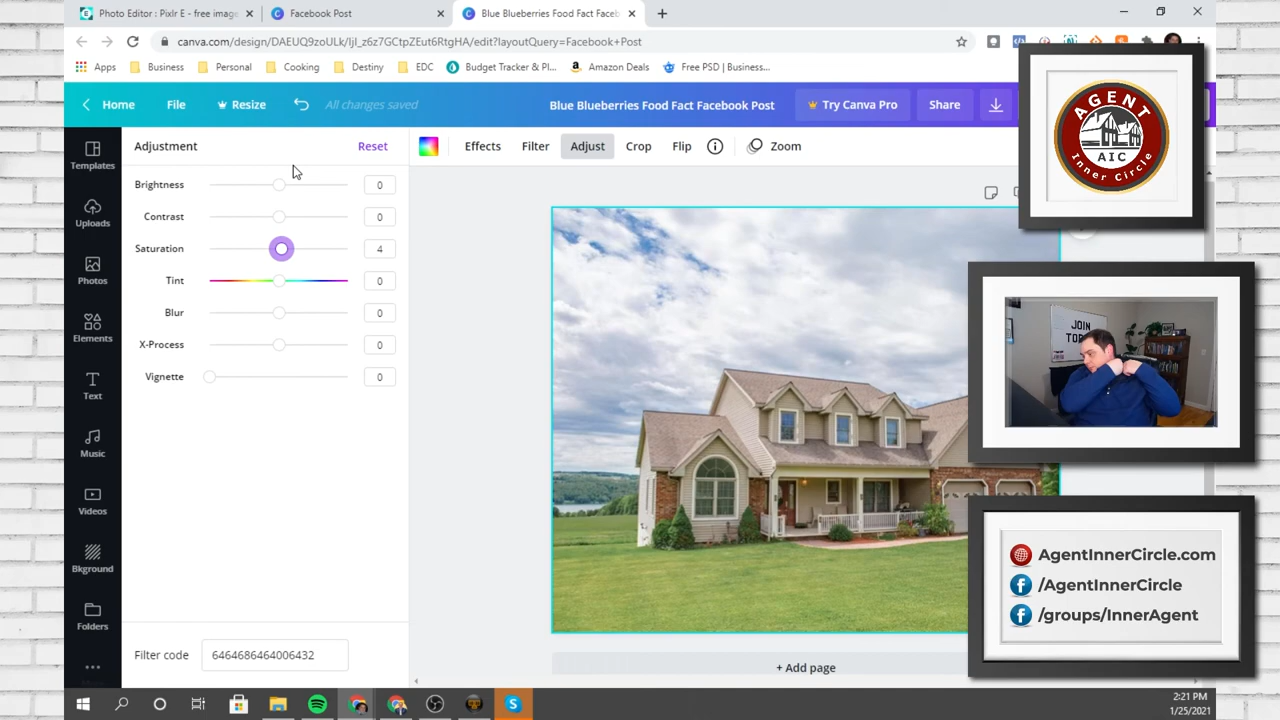 Photo Editor : Pixlr E - free image
Facebook Post
Blue Blueberries Food Fact Faceb
canva.com/design/DAEUQ9zoULk/ljl_z6z7GCtpZEut6RtgHA/edit?layoutQuery=Facebook+Post
Apps
Business
Personal
Cooking
Destiny
EDC
Budget Tracker & Pl...
Amazon Deals
Free PSD | Business...
Home
File
Resize
All changes saved
Blue Blueberries Food Fact Facebook Post
Try Canva Pro
Share
Templates
Uploads
Photos
Elements
Text
Music
Videos
Bkground
Folders
Adjustment
Reset
Brightness 0
Contrast 0
Saturation 4
Tint 0
Blur 0
X-Process 0
Vignette 0
Filter code 6464686464006432
Effects
Filter
Adjust
Crop
Flip
Zoom
+ Add page
AGENT
AIC
Inner Circle
JOIN
AgentInnerCircle.com
/AgentInnerCircle
/groups/InnerAgent
2:21 PM
1/25/2021